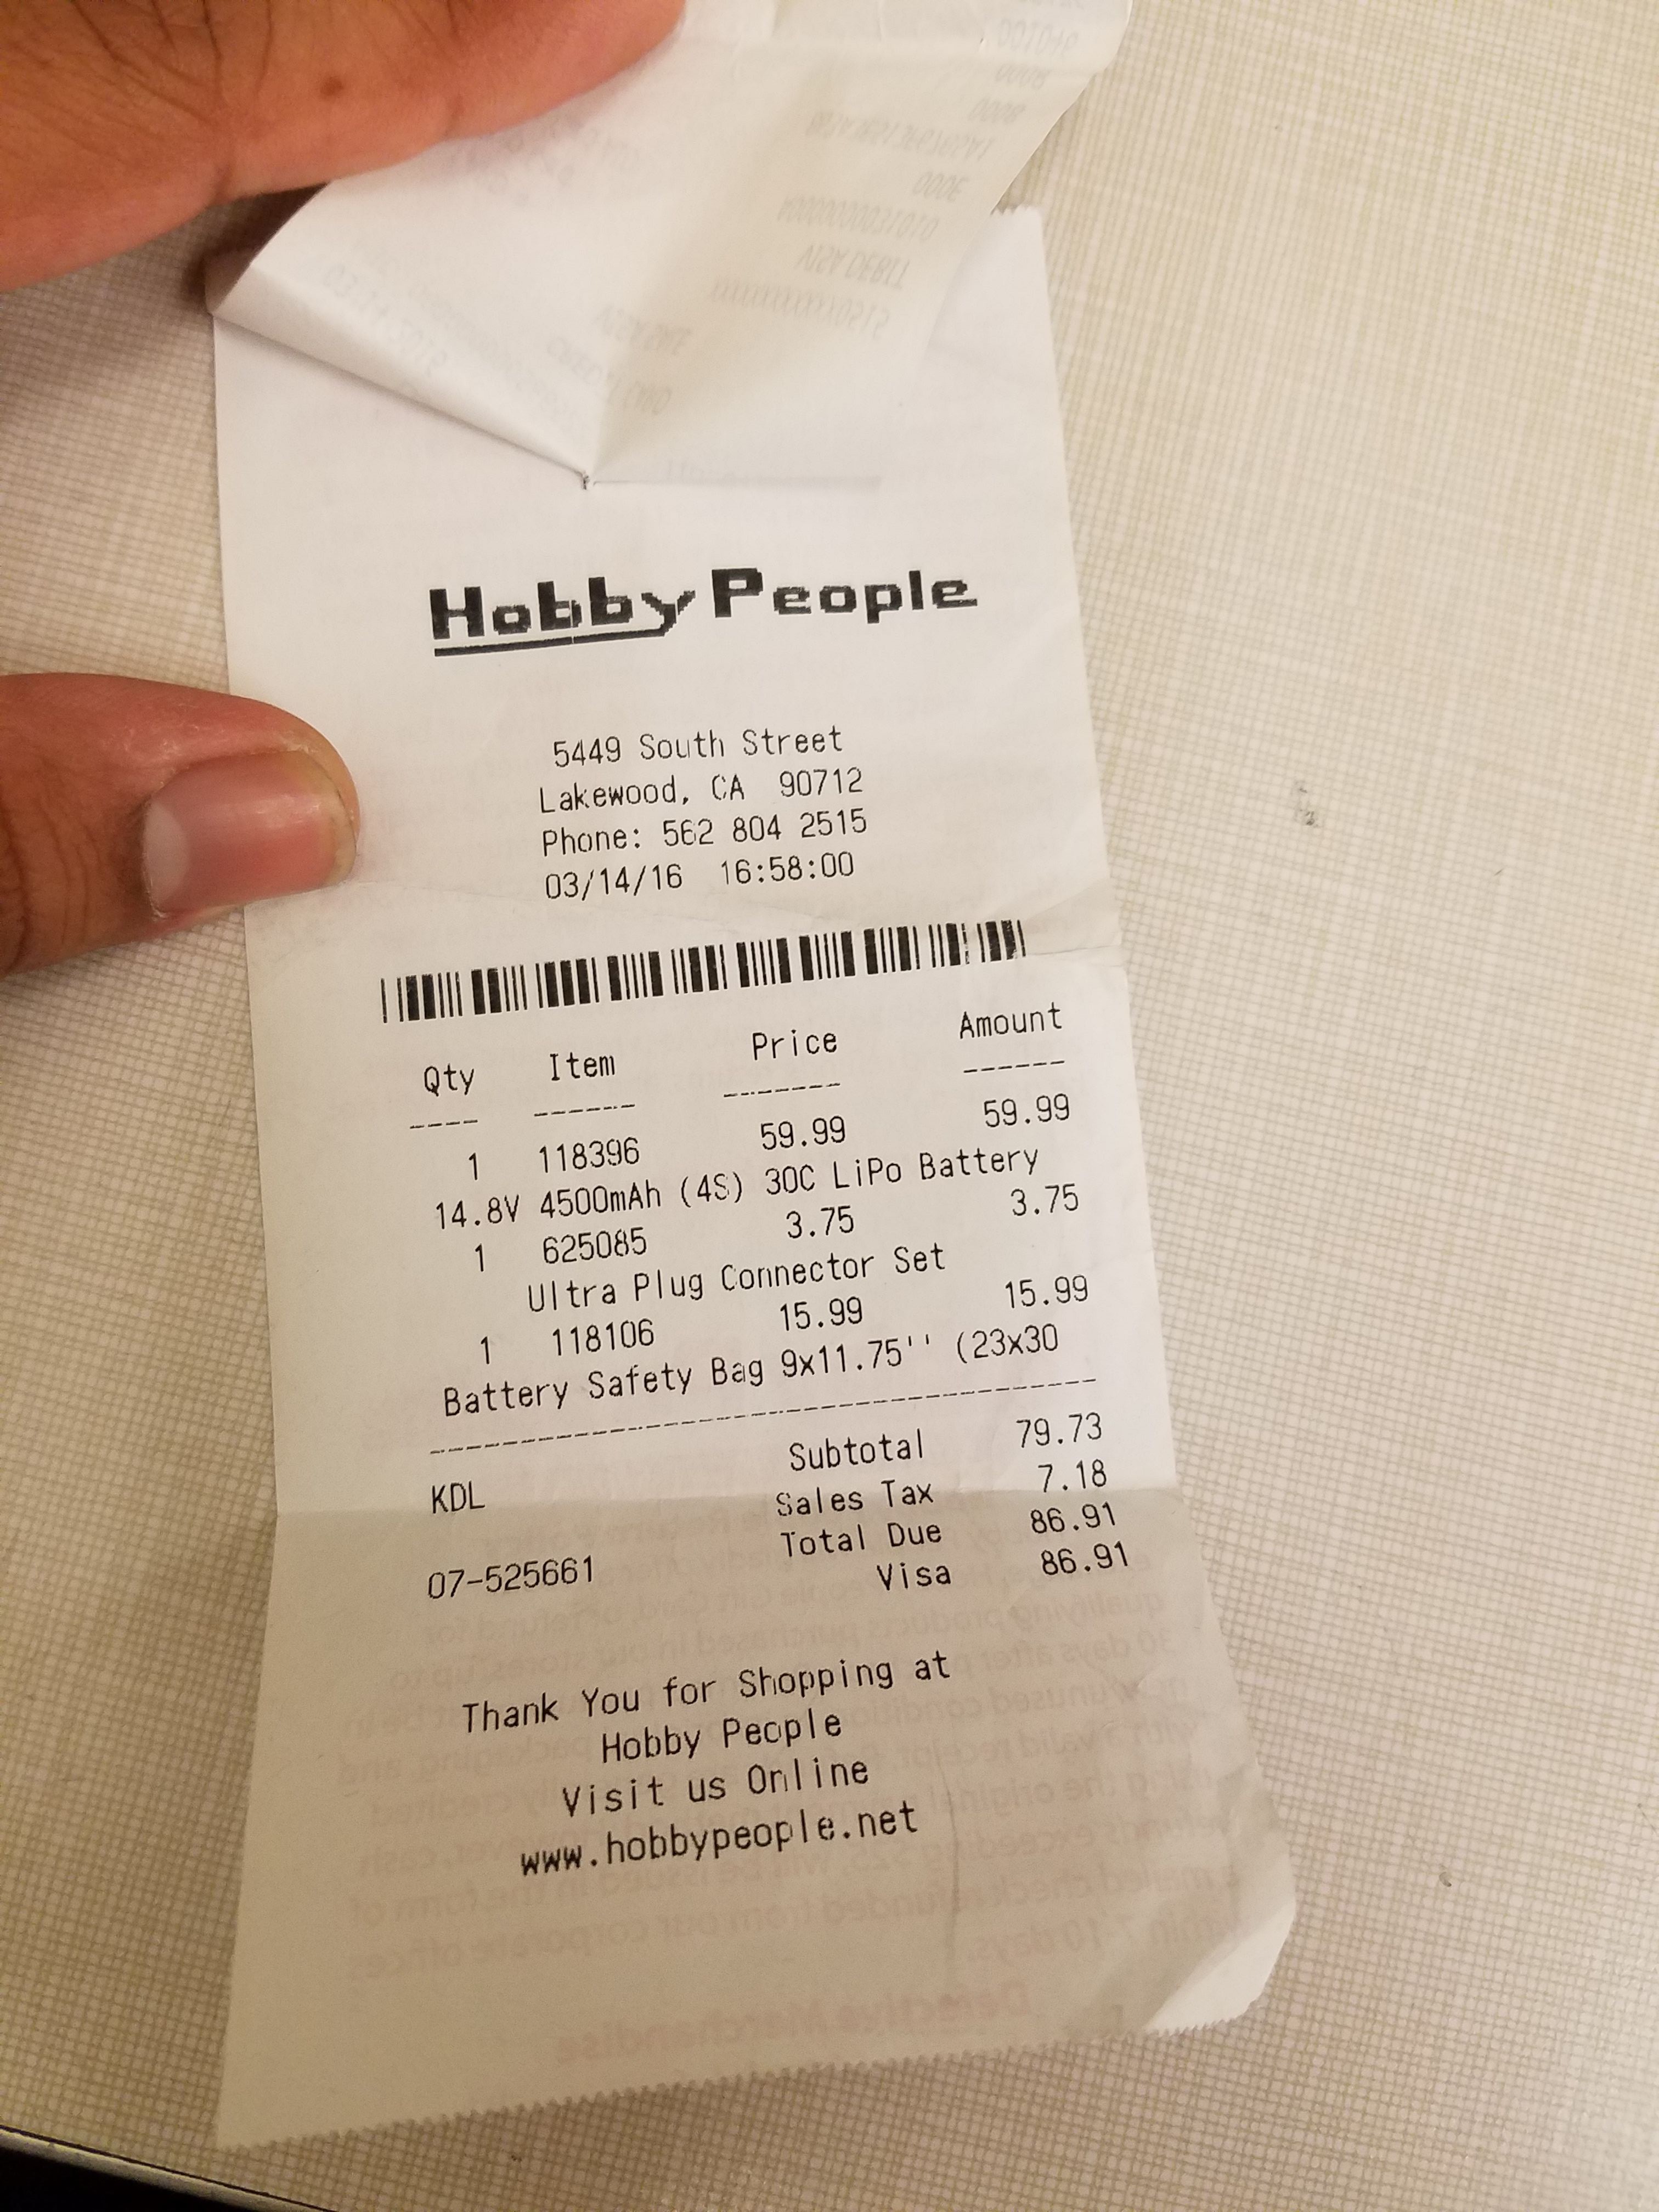 Hobby People
5449 South Street
Lakewood, CA 90712
Phone: 562 804 2515
03/14/16 16:58:00
Qty Item Price Amount
1 118396 59.99 59.99
14.8V 4500mAh (4S) 30C LiPo Battery
1 625085 3.75 3.75
Ultra Plug Connector Set
1 118106 15.99 15.99
Battery Safety Bag 9x11.75'' (23x30
Subtotal 79.73
KDL Sales Tax 7.18
Total Due 86.91
07-525661 Visa 86.91
Thank You for Shopping at
Hobby People
Visit us Online
www.hobbypeople.net